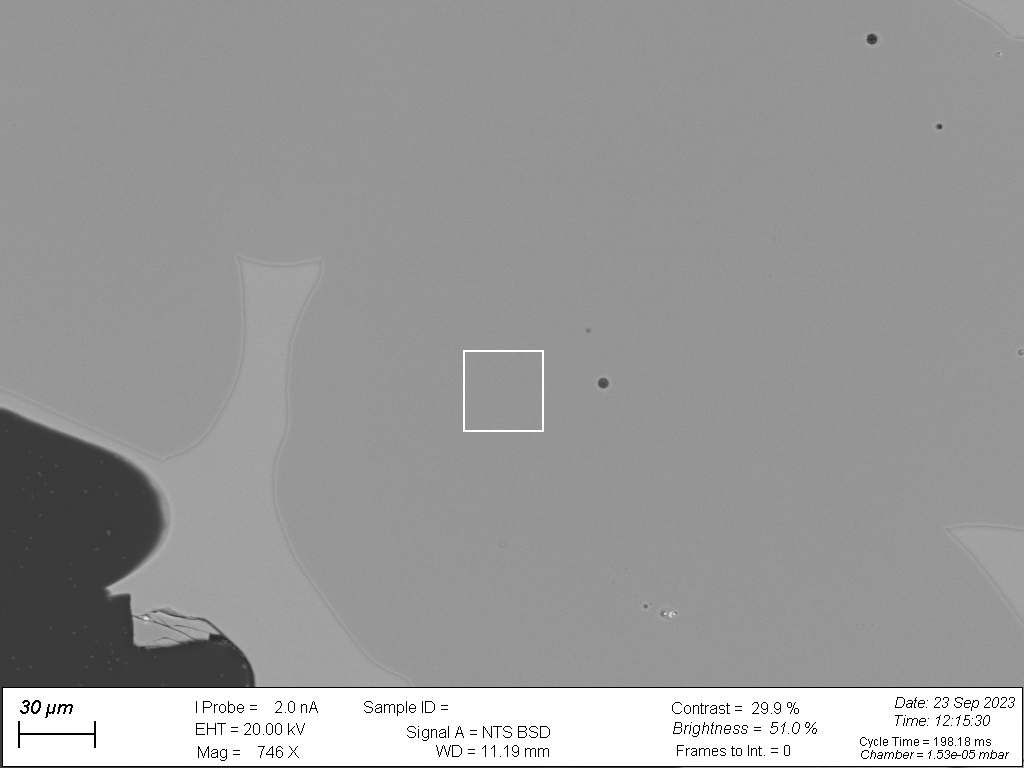 30 µm
I Probe = 2.0 nA
EHT = 20.00 kV
Mag = 746 X
Sample ID =
Signal A = NTS BSD
WD = 11.19 mm
Contrast = 29.9 %
Brightness = 51.0 %
Frames to Int. = 0
Date: 23 Sep 2023
Time: 12:15:30
Cycle Time = 198.18 ms
Chamber = 1.53e-05 mbar